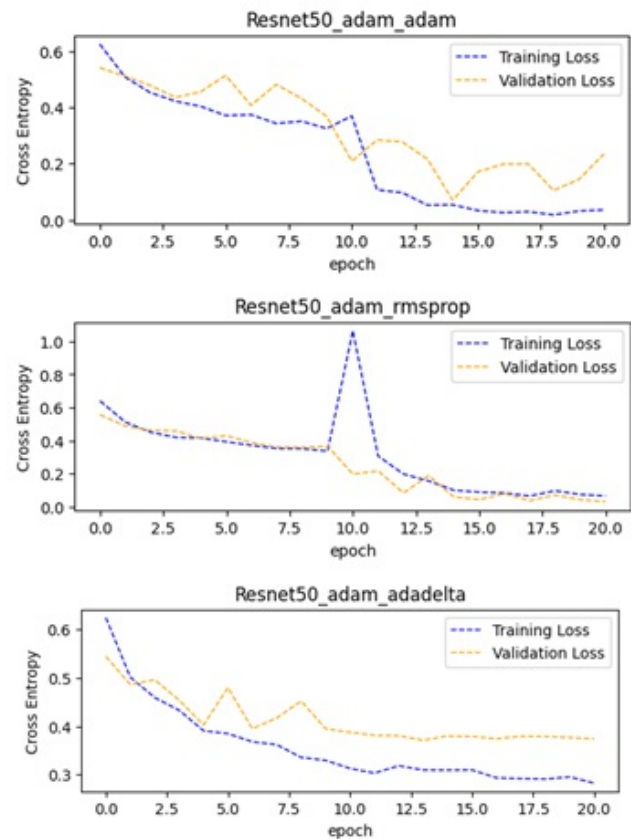 Resnet50_adam_adam
0.6
0.4
0.2
0.0
Cross Entropy
Training Loss
Validation Loss
0.0 2.5 5.0 7.5 10.0 12.5 15.0 17.5 20.0
epoch
Resnet50_adam_rmsprop
1.0
0.8
0.6
0.4
0.2
0.0
Cross Entropy
Training Loss
Validation Loss
0.0 2.5 5.0 7.5 10.0 12.5 15.0 17.5 20.0
epoch
Resnet50_adam_adadelta
0.6
0.5
0.4
0.3
Cross Entropy
Training Loss
Validation Loss
0.0 2.5 5.0 7.5 10.0 12.5 15.0 17.5 20.0
epoch